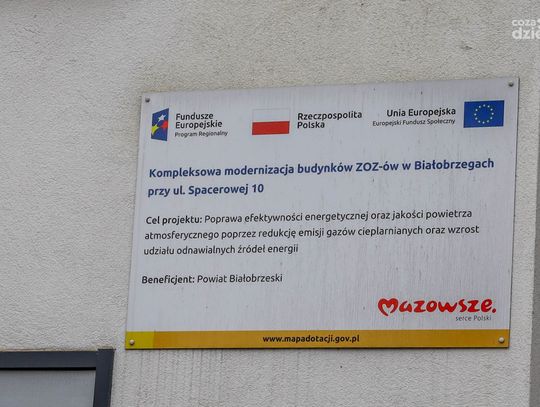 coza
dzie
Fundusze
Europejskie
Program Regionalny
Rzeczpospolita
Polska
Unia Europejska
Europejski Fundusz Społeczny
Kompleksowa modernizacja budynków ZOZ-ów w Białobrzegach
przy ul. Spacerowej 10
Cel projektu: Poprawa efektywności energetycznej oraz jakości powietrza
atmosferycznego poprzez redukcję emisji gazów cieplarnianych oraz wzrost
udziału odnawialnych źródeł energii
Beneficjent: Powiat Białobrzeski
Mazowsze.
serce Polski
www.mapadotacji.gov.pl